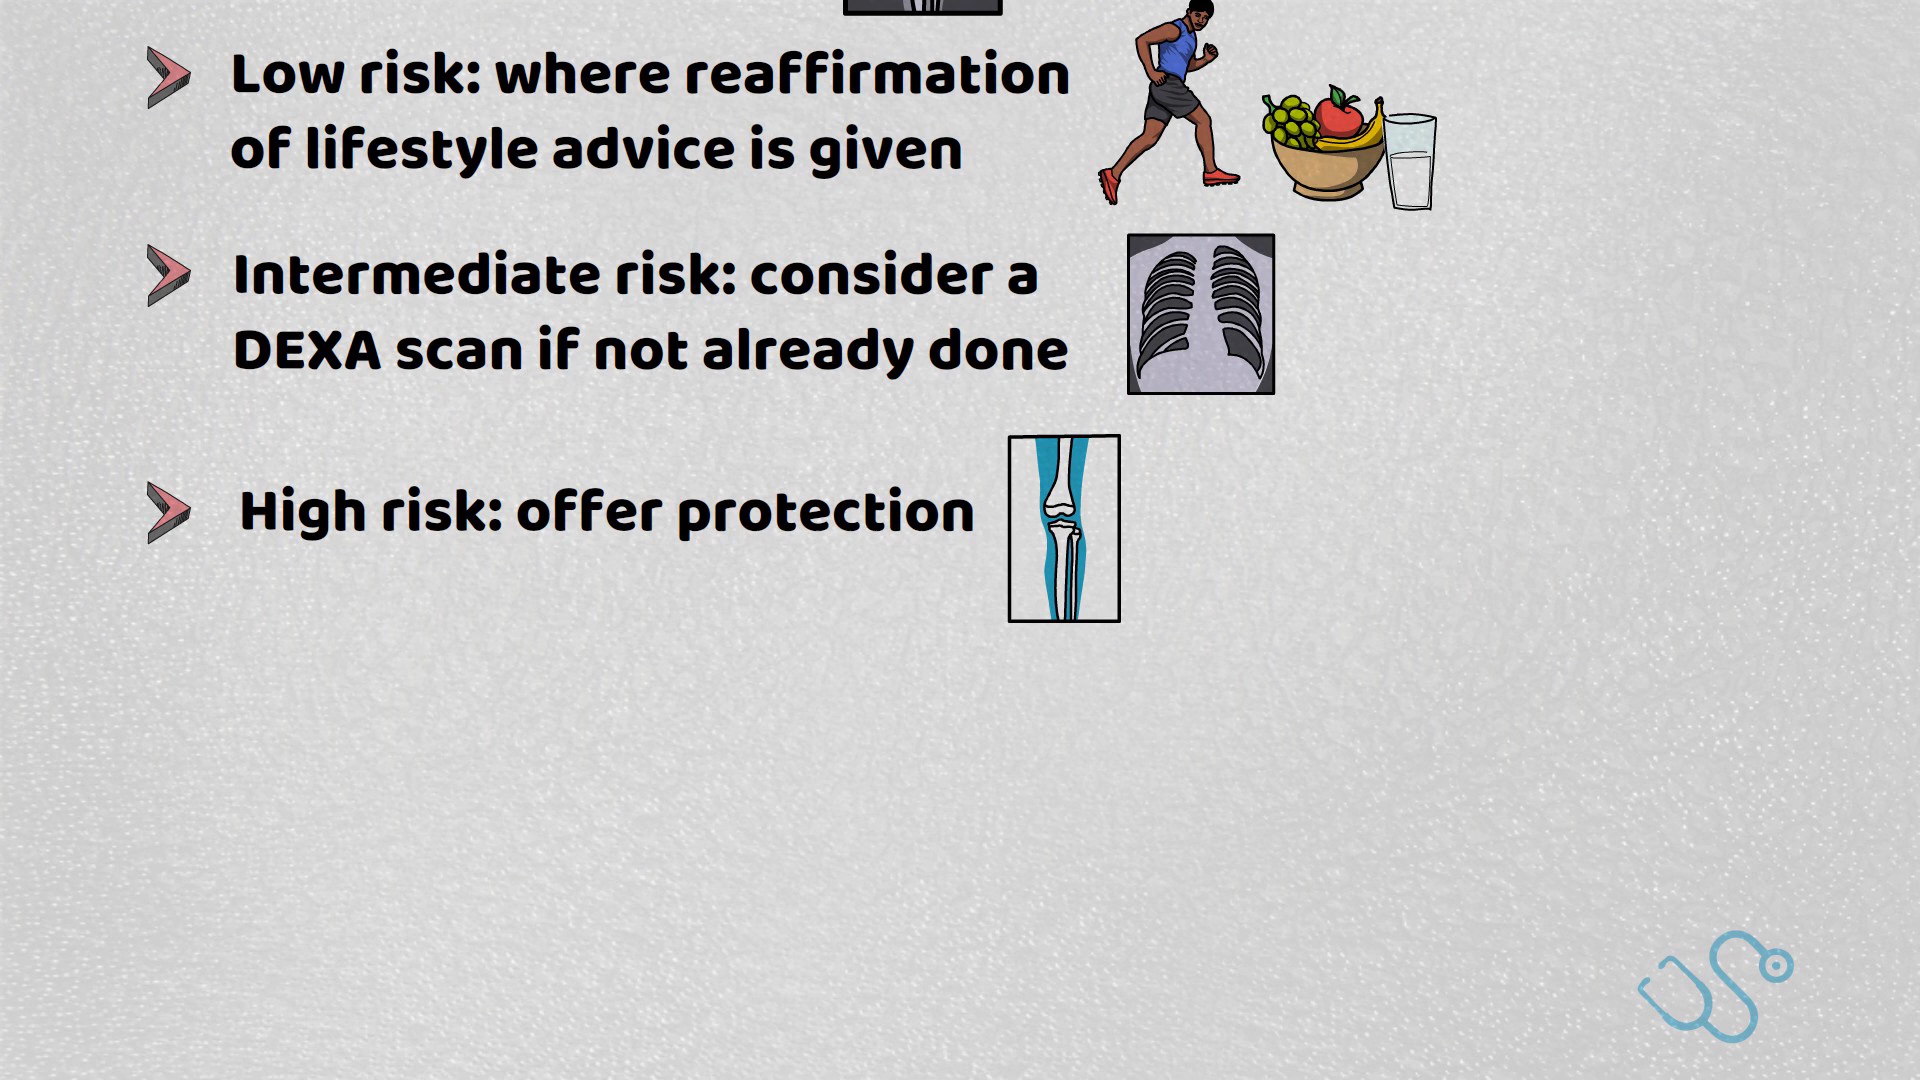 Low risk: where reaffirmation
of lifestyle advice is given
Intermediate risk: consider a
DEXA scan if not already done
High risk: offer protection